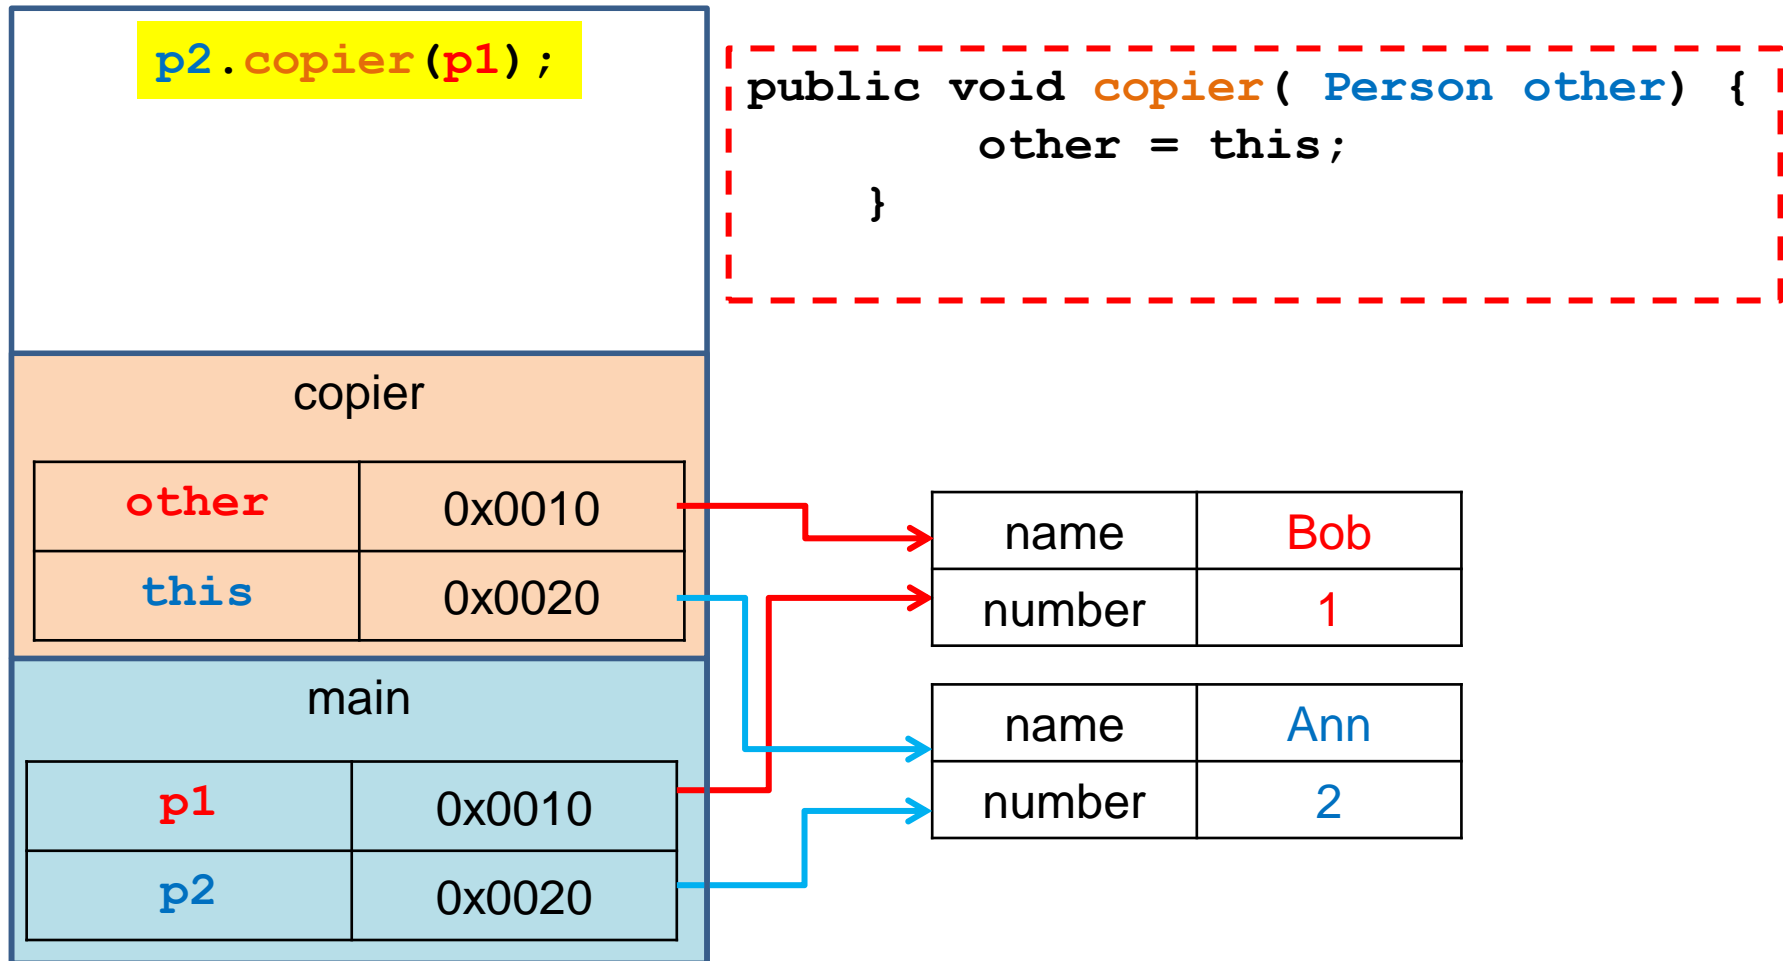 p2.copier(p1);
public void copier( Person other) {
other = this;
}
copier
other 0x0010
this 0x0020
main
p1 0x0010
p2 0x0020
name Bob
number 1
name Ann
number 2